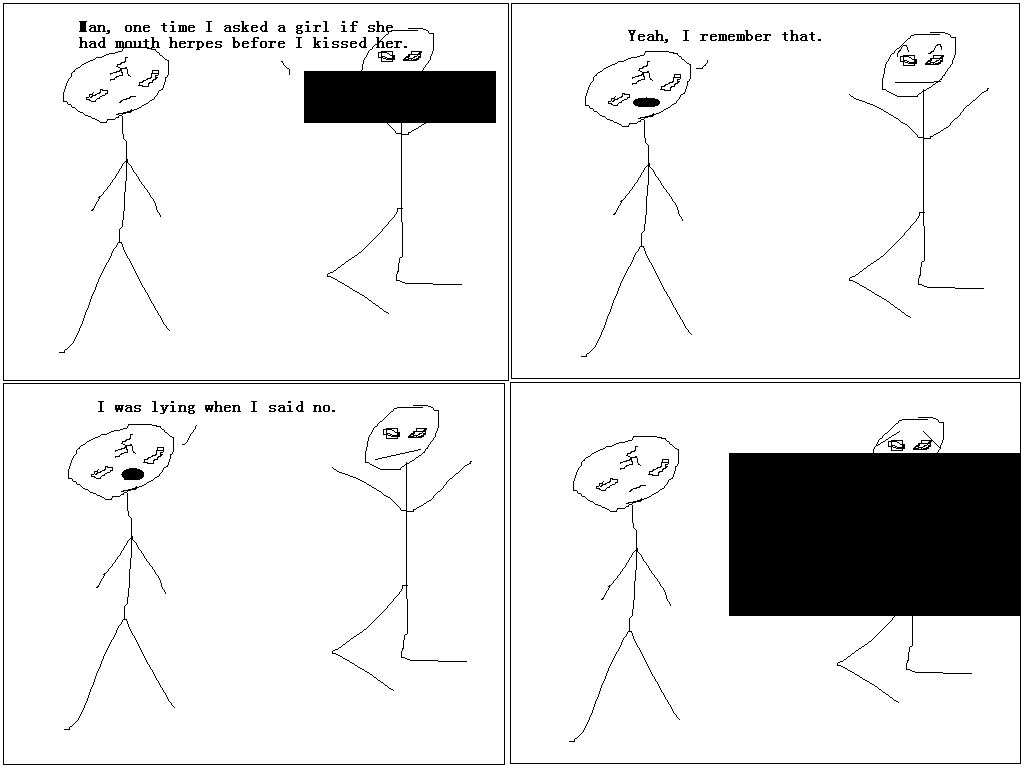 Man, one time I asked a girl if she
had mouth herpes before I kissed her.
Yeah, I remember that.
I was lying when I said no.